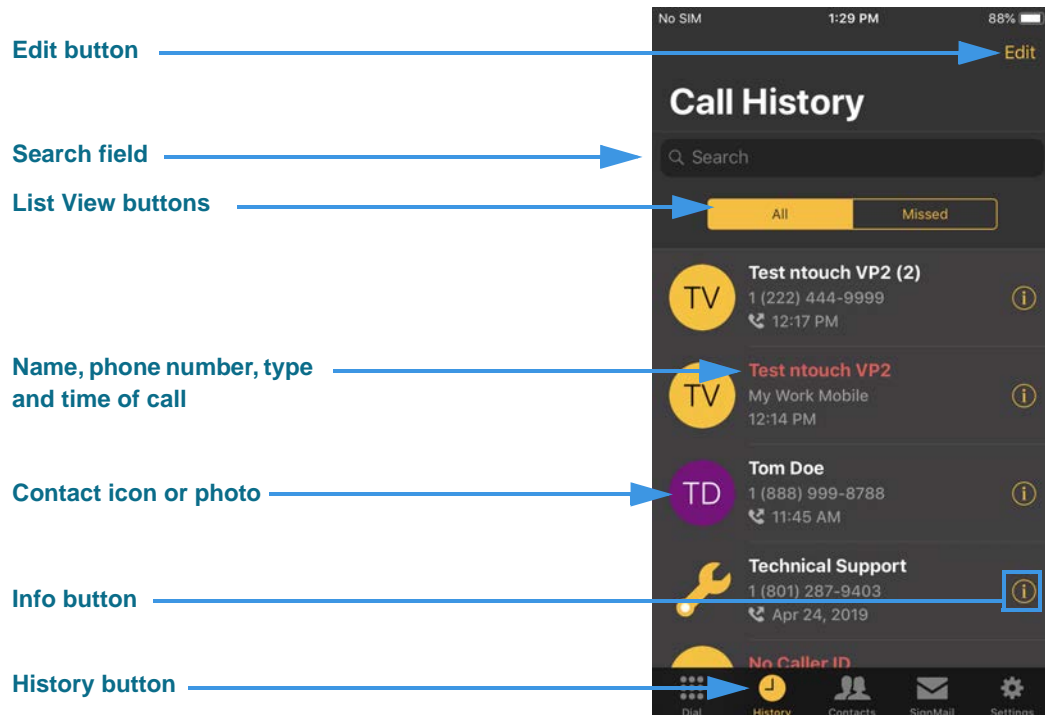 No SIM 1:29 PM 88%
Edit button
Edit
Call History
Search field
Search
List View buttons
All Missed
Test ntouch VP2 (2)
TV
1 (222) 444-9999
12:17 PM
Name, phone number, type
and time of call
Test ntouch VP2
TV
My Work Mobile
12:14 PM
Contact icon or photo
Tom Doe
TD
1 (888) 999-8788
11:45 AM
Technical Support
Info button
1 (801) 287-9403
Apr 24, 2019
No Caller ID
History button
Dial History Contacts SignMail Settings